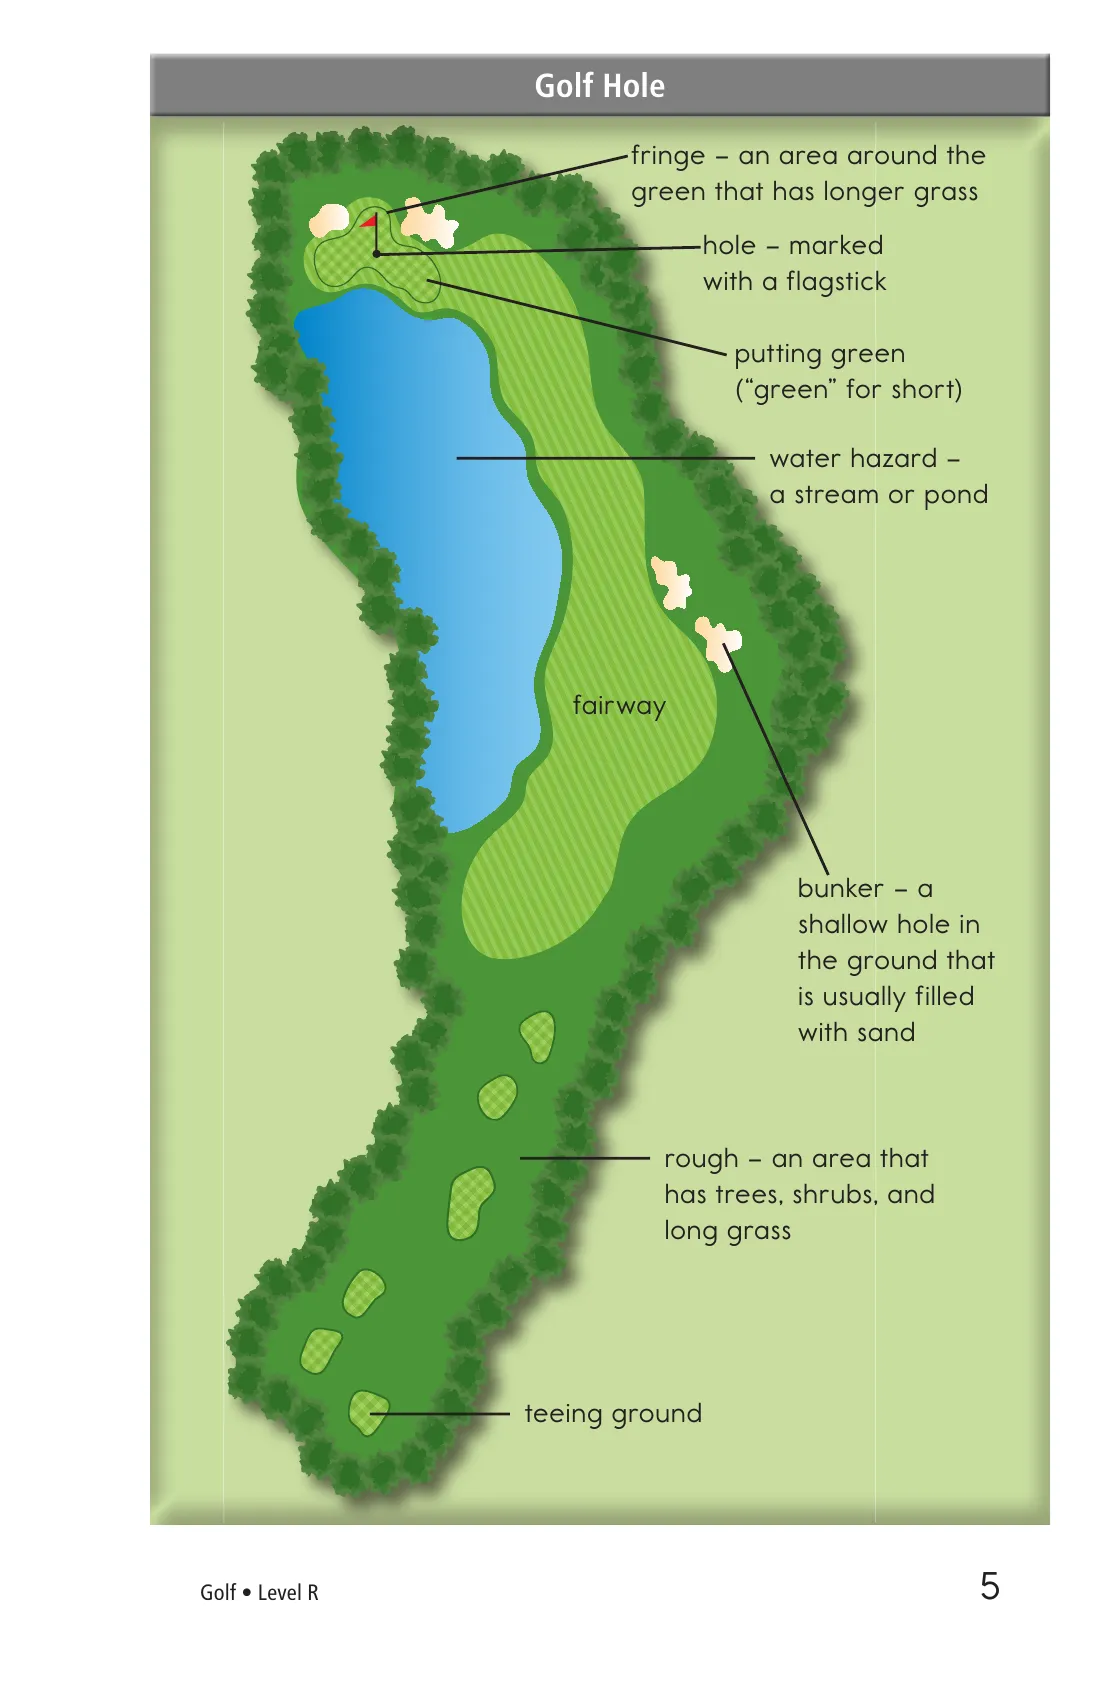 Golf Hole
fringe – an area around the
green that has longer grass
hole – marked
with a flagstick
putting green
(“green” for short)
water hazard –
a stream or pond
fairway
bunker – a
shallow hole in
the ground that
is usually filled
with sand
rough – an area that
has trees, shrubs, and
long grass
teeing ground
Golf • Level R
5